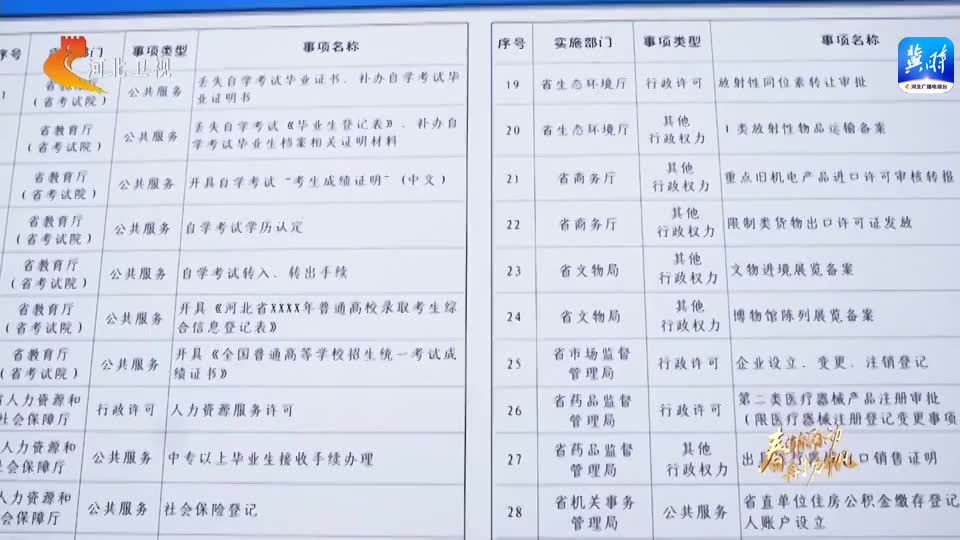 序号 实施部门 事项类型 事项名称
1 省教育厅 公共服务 丢失自学考试毕业证书、补办自学考试毕
(省考试院) 业证明书
省教育厅 公共服务 丢失自学考试《毕业生登记表》、补办自
(省考试院) 学考试毕业生档案相关证明材料
省教育厅 公共服务 开具自学考试“考生成绩证明”(中文)
(省考试院)
省教育厅 公共服务 自学考试学历认定
(省考试院)
省教育厅 公共服务 自学考试转入、转出手续
(省考试院)
省教育厅 公共服务 开具《河北省XXXX年普通高校录取考生综
(省考试院) 合信息登记表》
省教育厅 公共服务 开具《全国普通高等学校招生统一考试成
(省考试院) 绩证书》
省人力资源和 行政许可 人力资源服务许可
社会保障厅
人力资源和 公共服务 中专以上毕业生接收手续办理
会保障厅
人力资源和 公共服务 社会保险登记
会保障厅
序号 实施部门 事项类型 事项名称
19 省生态环境厅 行政许可 放射性同位素转让审批
20 省生态环境厅 其他 1类放射性物品运输备案
行政权力
21 省商务厅 其他 重点旧机电产品进口许可审核转报
行政权力
22 省商务厅 其他 限制类货物出口许可证发放
行政权力
23 省文物局 其他 文物进境展览备案
行政权力
24 省文物局 其他 博物馆陈列展览备案
行政权力
25 省市场监督 行政许可 企业设立、变更、注销登记
管理局
26 省药品监督 行政许可 第二类医疗器械产品注册审批
管理局 (限医疗器械注册登记变更事项
27 省药品监督 其他 出 口销售证明
管理局 行政权力
28 省机关事务 公共服务 省直单位住房公积金缴存登记
管理局 人账户设立
河北卫视
冀时
河北广播电视台